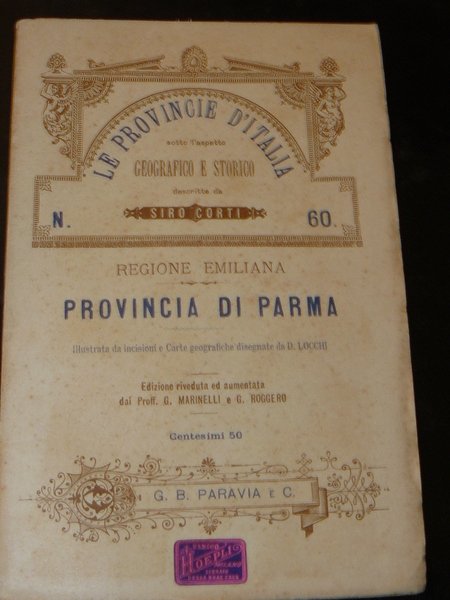 LE PROVINCIE D'ITALIA
sotto l'aspetto
GEOGRAFICO E STORICO
descritte da
SIRO CORTI
N. 60.
REGIONE EMILIANA
PROVINCIA DI PARMA
Illustrata da incisioni e Carte geografiche disegnate da D. LOCCHI
Edizione riveduta ed aumentata
dai Proff. G. MARINELLI e G. ROGGERO
Centesimi 50
G. B. PARAVIA E C.
HOEPLI
MILANO